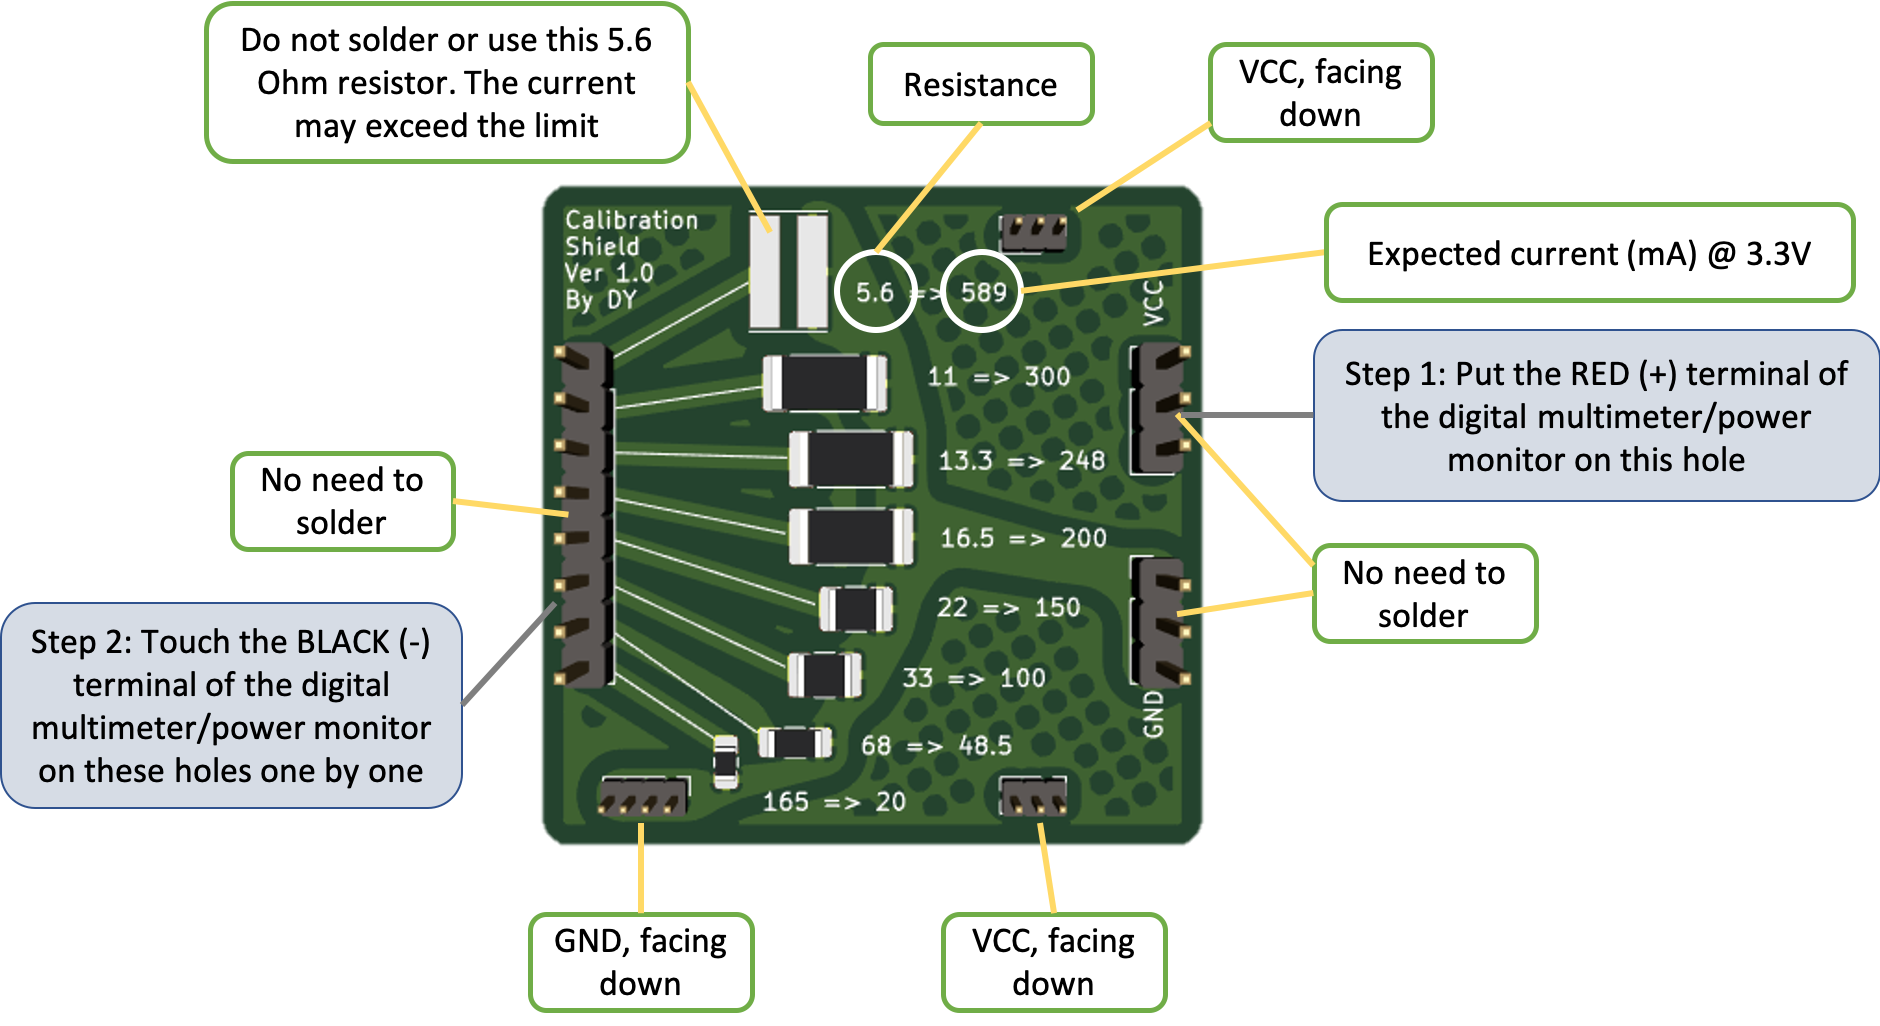 Do not solder or use this 5.6
Ohm resistor. The current
may exceed the limit
Resistance
VCC, facing
down
Calibration
Shield
Ver 1.0
By DY
Expected current (mA) @ 3.3V
5.6 => 589
VCC
11 => 300
Step 1: Put the RED (+) terminal of
the digital multimeter/power
monitor on this hole
13.3 => 248
No need to
solder
16.5 => 200
No need to
solder
22 => 150
Step 2: Touch the BLACK (-)
terminal of the digital
multimeter/power monitor
on these holes one by one
33 => 100
GND
68 => 48.5
165 => 20
GND, facing
down
VCC, facing
down